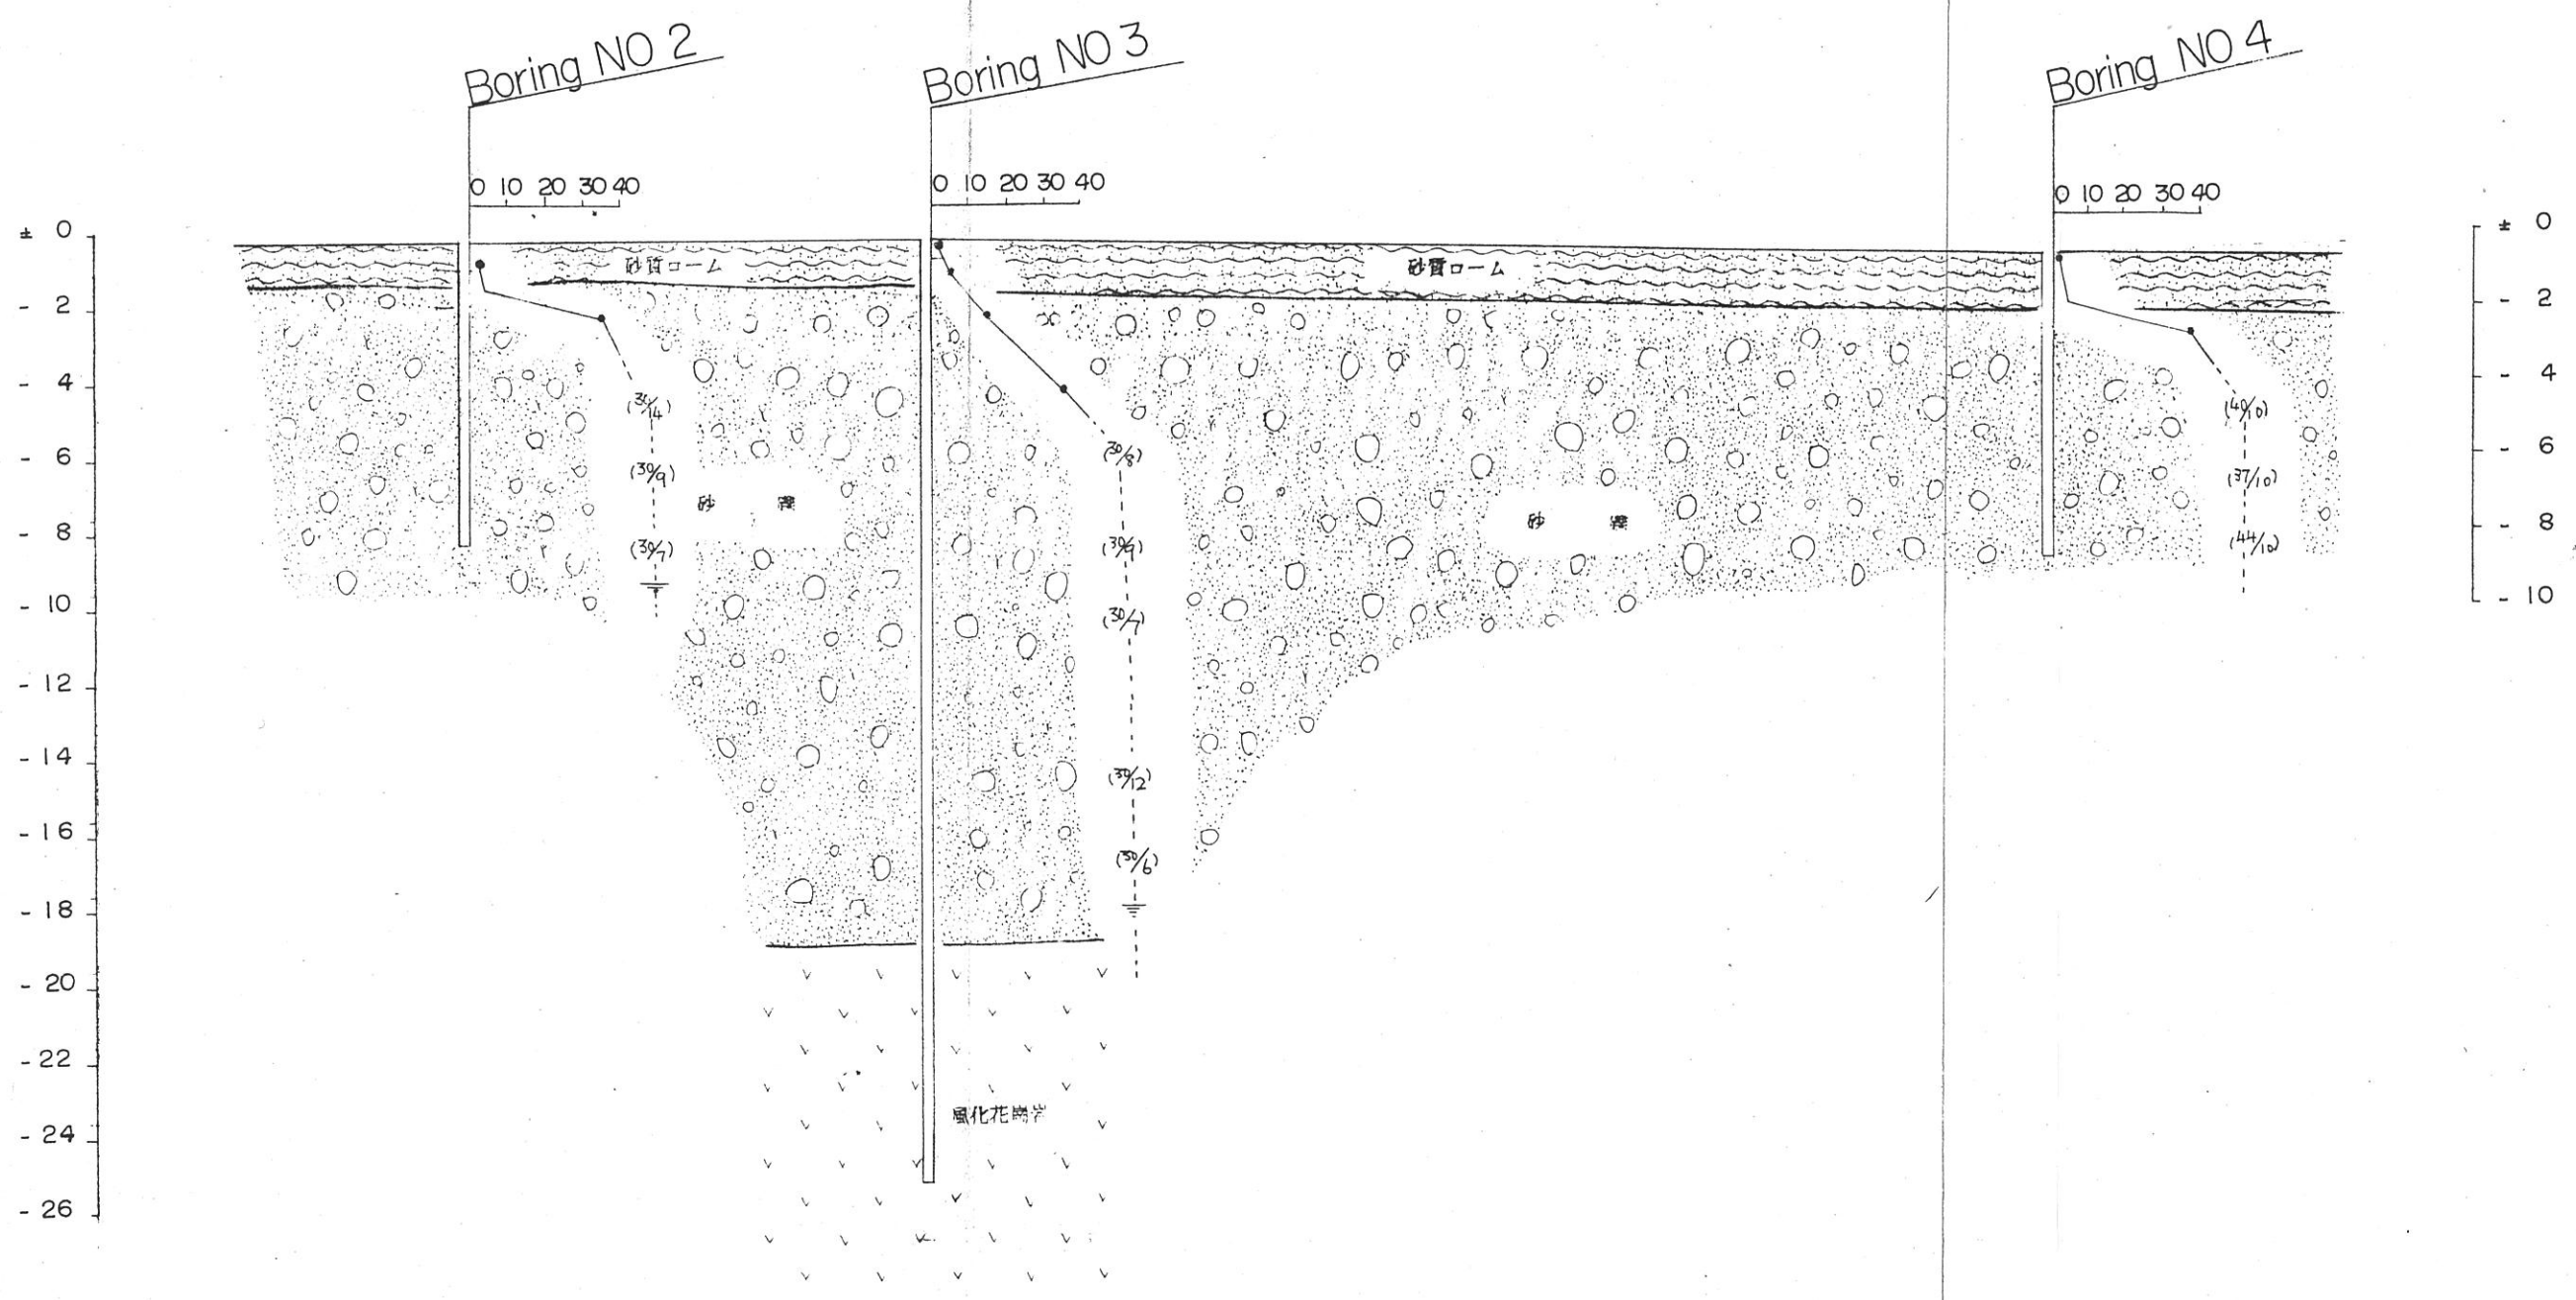 Boring NO 2
Boring NO 3
Boring NO 4
0 10 20 30 40
0 10 20 30 40
0 10 20 30 40
± 0
± 0
砂質ローム
砂質ローム
- 2
- 2
- 4
- 4
(30/14)
(40/10)
(30/8)
- 6
- 6
(30/9)
(37/10)
砂 礫
砂 礫
- 8
- 8
(30/7)
(30/9)
(44/10)
- 10
- 10
(30/7)
- 12
- 14
(30/12)
- 16
(30/6)
- 18
- 20
- 22
風化花崗岩
- 24
- 26